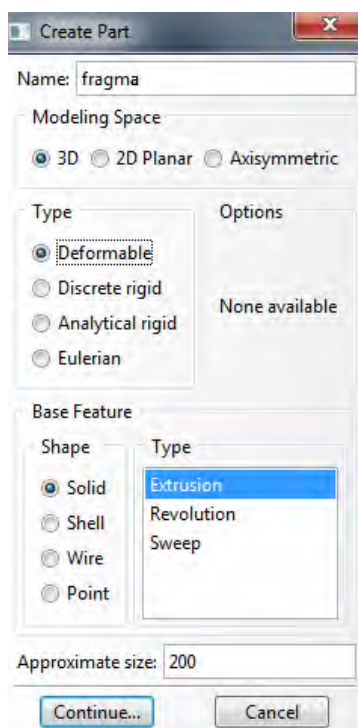 Create Part
Name: fragma
Modeling Space
3D 2D Planar Axisymmetric
Type
Options
Deformable
Discrete rigid
Analytical rigid
Eulerian
None available
Base Feature
Shape
Type
Solid
Shell
Wire
Point
Extrusion
Revolution
Sweep
Approximate size: 200
Continue... Cancel